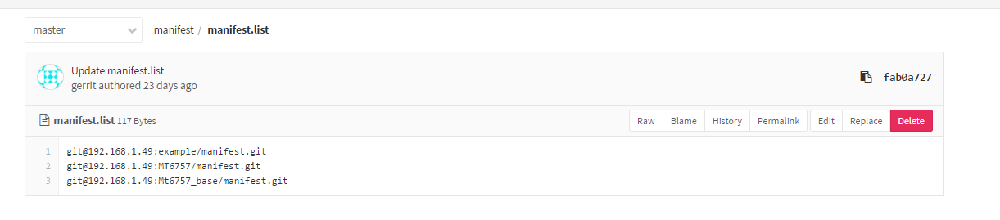 master manifest / manifest.list
Update manifest.list
gerrit authored 23 days ago fab0a727
manifest.list 117 Bytes Raw Blame History Permalink Edit Replace Delete
1 git@192.168.1.49:example/manifest.git
2 git@192.168.1.49:MT6757/manifest.git
3 git@192.168.1.49:Mt6757_base/manifest.git